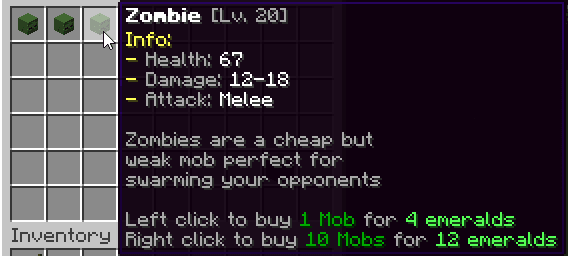 Zombie [Lv. 20]
Info:
- Health: 67
- Damage: 12-18
- Attack: Melee
Zombies are a cheap but
weak mob perfect for
swarming your opponents
Left click to buy 1 Mob for 4 emeralds
Right click to buy 10 Mobs for 12 emeralds
Inventory